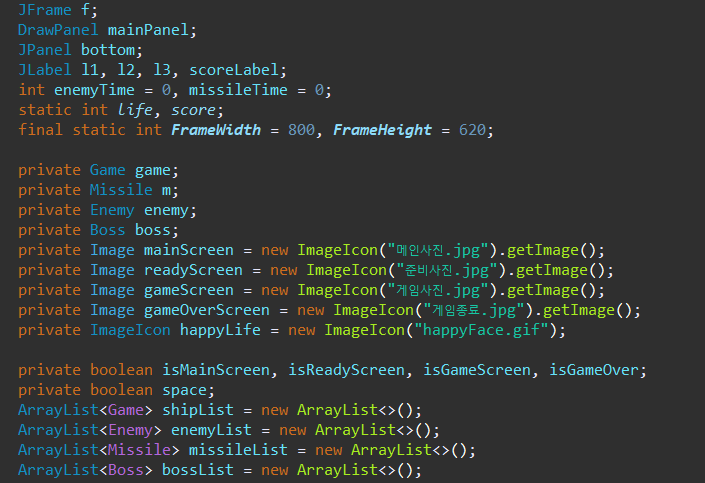 JFrame f;
DrawPanel mainPanel;
JPanel bottom;
JLabel l1, l2, l3, scoreLabel;
int enemyTime = 0, missileTime = 0;
static int life, score;
final static int FrameWidth = 800, FrameHeight = 620;
private Game game;
private Missile m;
private Enemy enemy;
private Boss boss;
private Image mainScreen = new ImageIcon("메인사진.jpg").getImage();
private Image readyScreen = new ImageIcon("준비사진.jpg").getImage();
private Image gameScreen = new ImageIcon("게임사진.jpg").getImage();
private Image gameOverScreen = new ImageIcon("게임종료.jpg").getImage();
private ImageIcon happyLife = new ImageIcon("happyFace.gif");
private boolean isMainScreen, isReadyScreen, isGameScreen, isGameOver;
private boolean space;
ArrayList<Game> shipList = new ArrayList<>();
ArrayList<Enemy> enemyList = new ArrayList<>();
ArrayList<Missile> missileList = new ArrayList<>();
ArrayList<Boss> bossList = new ArrayList<>();